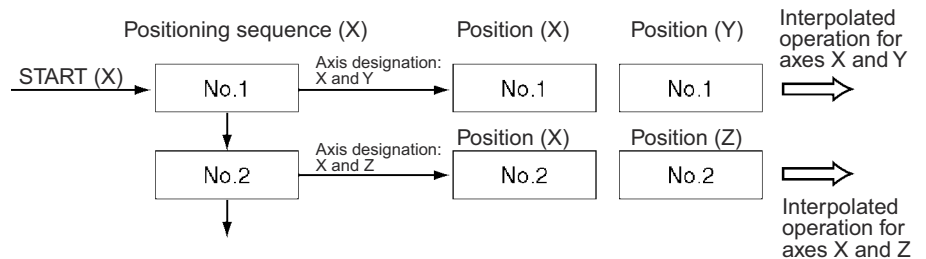 Positioning sequence (X)
Position (X)
Position (Y)
Interpolated
operation for
axes X and Y
START (X)
No.1
Axis designation:
X and Y
No.1
No.1
Position (X)
Position (Z)
No.2
Axis designation:
X and Z
No.2
No.2
Interpolated
operation for
axes X and Z